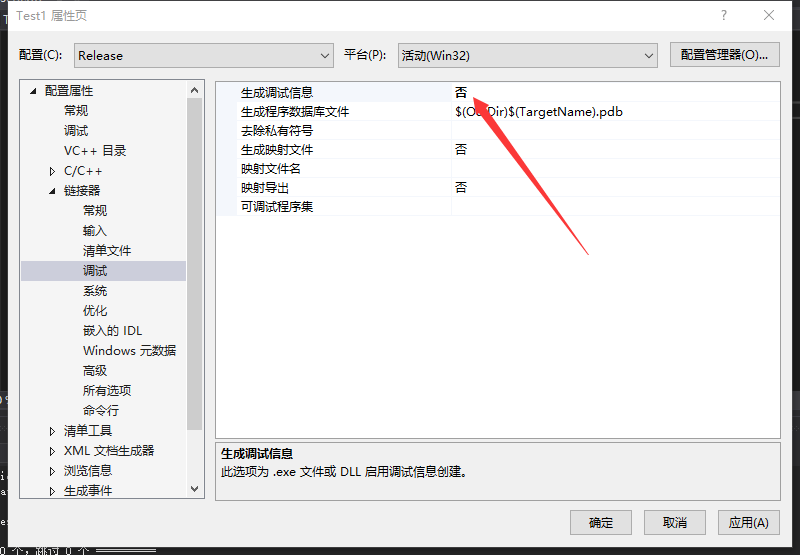 Test1 属性页
配置(C):
Release
平台(P):
活动(Win32)
配置管理器(O)...
配置属性
常规
调试
VC++ 目录
C/C++
链接器
常规
输入
清单文件
调试
系统
优化
嵌入的 IDL
Windows 元数据
高级
所有选项
命令行
清单工具
XML 文档生成器
浏览信息
生成事件
生成调试信息 否
生成程序数据库文件 $(O Dir)$(TargetName).pdb
去除私有符号
生成映射文件 否
映射文件名
映射导出 否
可调试程序集
生成调试信息
此选项为 .exe 文件或 DLL 启用调试信息创建。
确定
取消
应用(A)
0 个，跳过 0 个 ==========